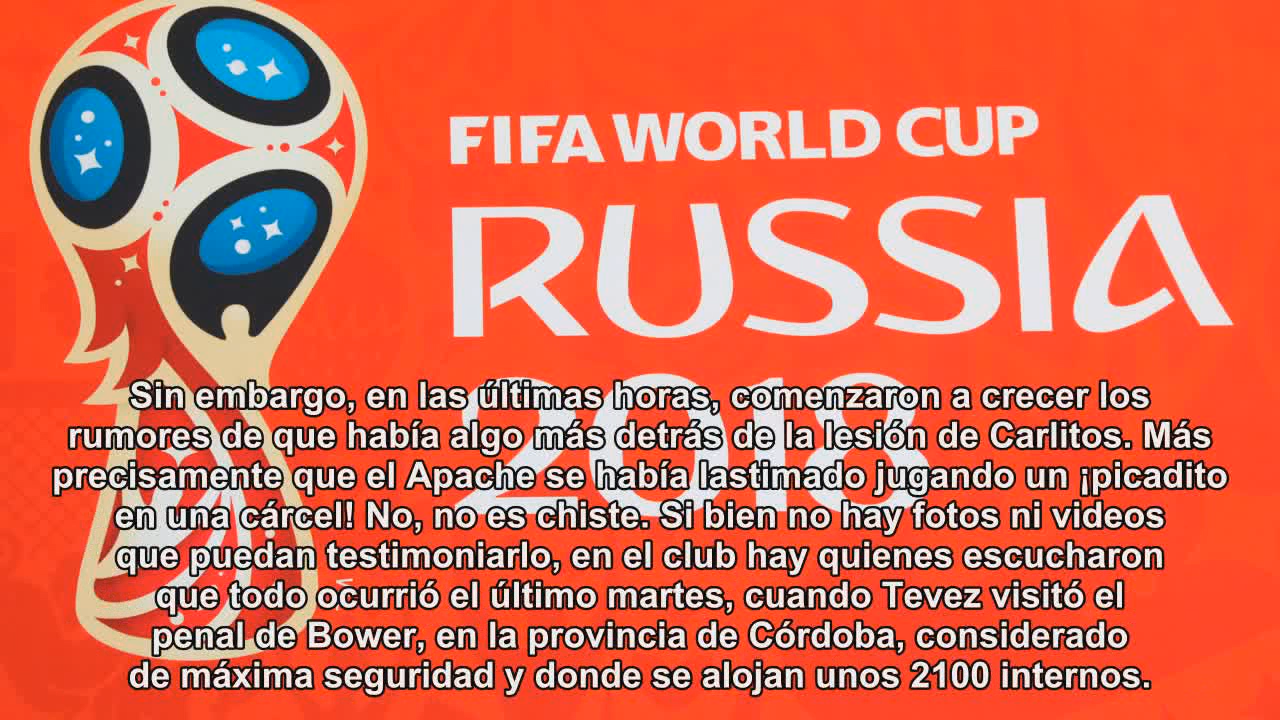 FIFA WORLD CUP
RUSSIA
2018
Sin embargo, en las últimas horas, comenzaron a crecer los
rumores de que había algo más detrás de la lesión de Carlitos. Más
precisamente que el Apache se había lastimado jugando un ¡picadito
en una cárcel! No, no es chiste. Si bien no hay fotos ni videos
que puedan testimoniarlo, en el club hay quienes escucharon
que todo ocurrió el último martes, cuando Tevez visitó el
penal de Bower, en la provincia de Córdoba, considerado
de máxima seguridad y donde se alojan unos 2100 internos.